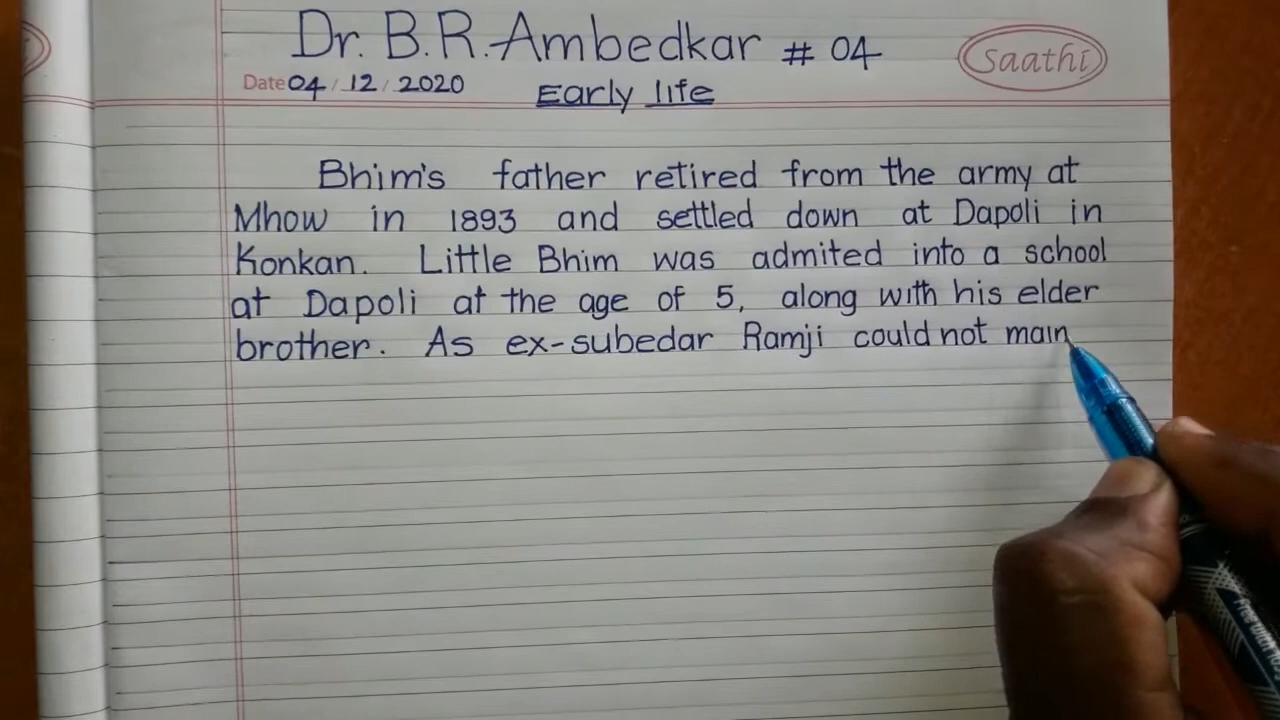 Dr. B.R. Ambedkar # 04
Saathi
Date 04/12/2020
Early life
Bhim's father retired from the army at
Mhow in 1893 and settled down at Dapoli in
Konkan. Little Bhim was admited into a school
at Dapoli at the age of 5, along with his elder
brother. As ex-subedar Ramji could not main